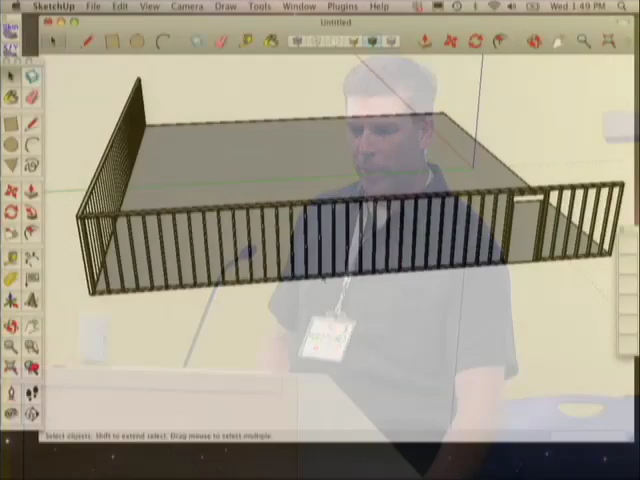 SketchUp File Edit View Camera Draw Tools Window Plugins Help Wed 1:49 PM
Untitled
Select objects. Shift to extend select. Drag mouse to select multiple.